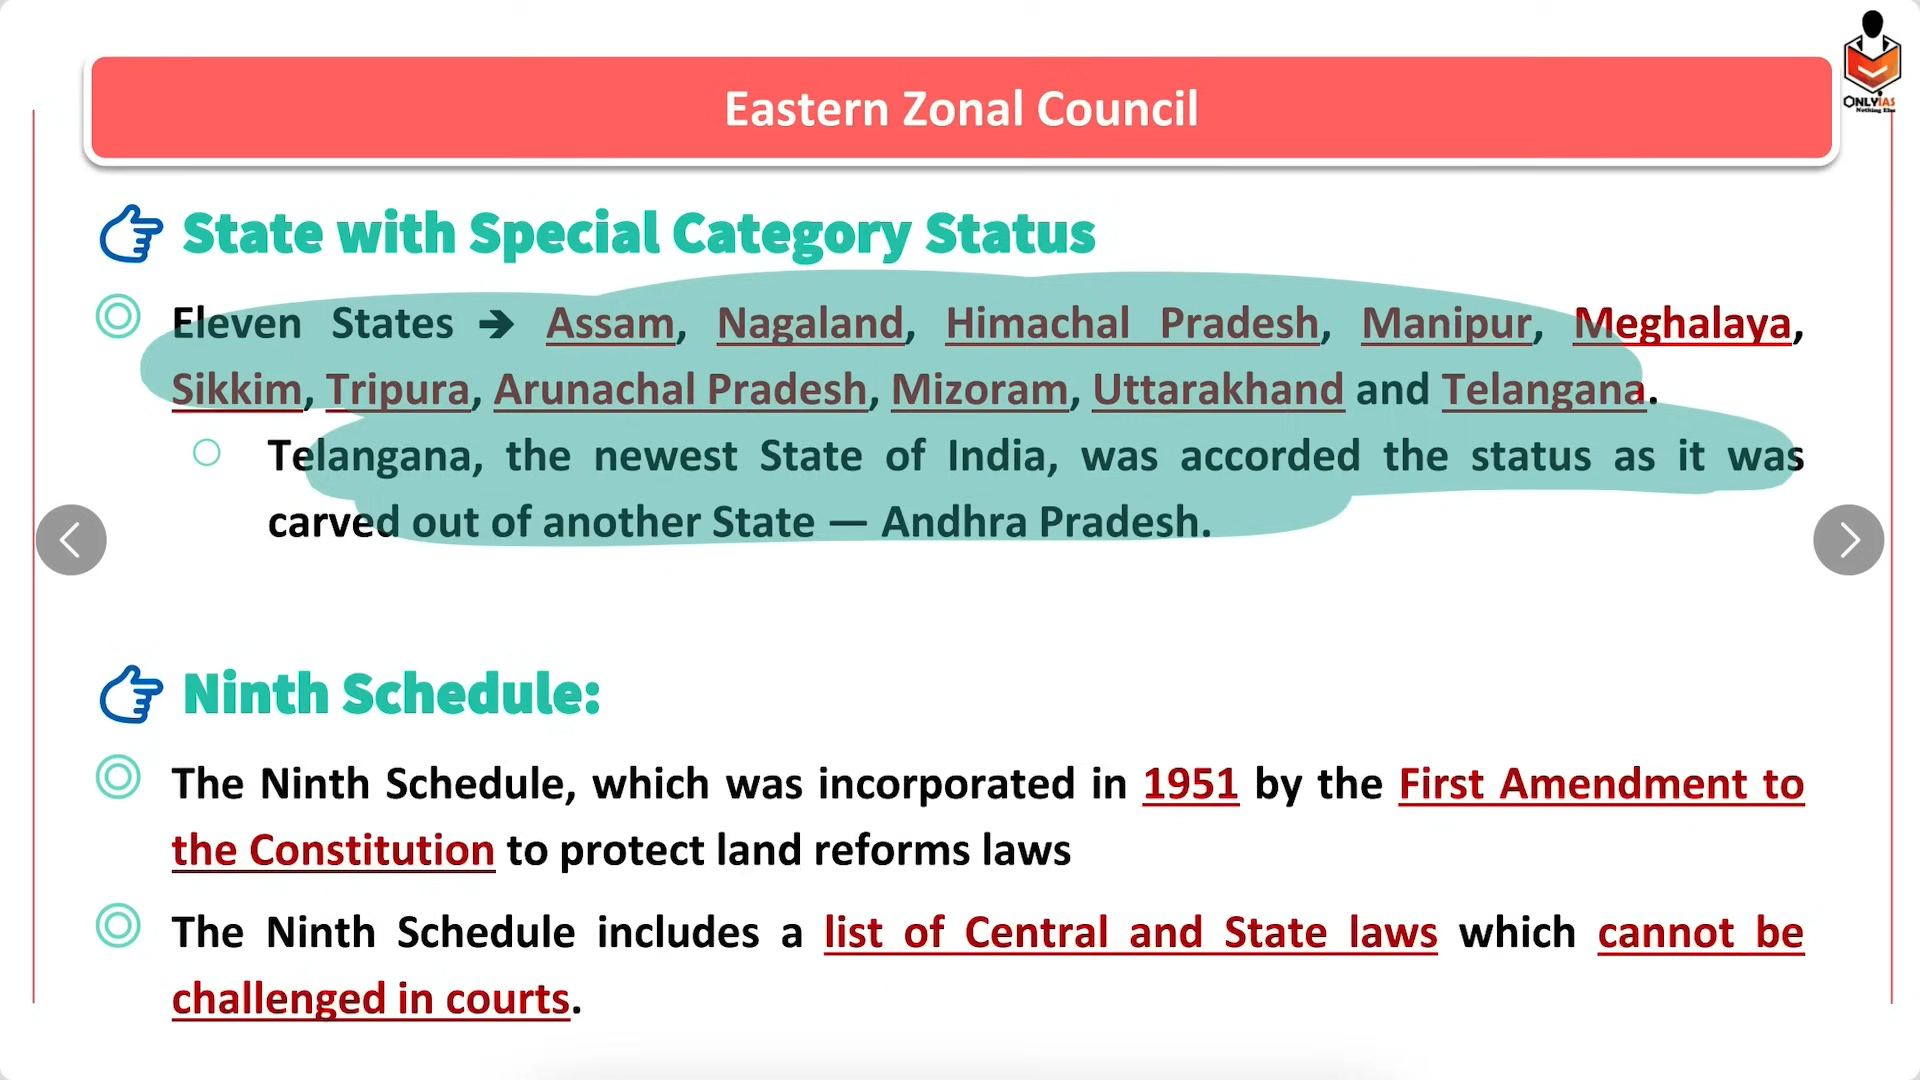 ONLYIAS
Nothing Else
Eastern Zonal Council
State with Special Category Status
Eleven States ➔ Assam, Nagaland, Himachal Pradesh, Manipur, Meghalaya,
Sikkim, Tripura, Arunachal Pradesh, Mizoram, Uttarakhand and Telangana.
Telangana, the newest State of India, was accorded the status as it was
carved out of another State — Andhra Pradesh.
Ninth Schedule:
The Ninth Schedule, which was incorporated in 1951 by the First Amendment to
the Constitution to protect land reforms laws
The Ninth Schedule includes a list of Central and State laws which cannot be
challenged in courts.